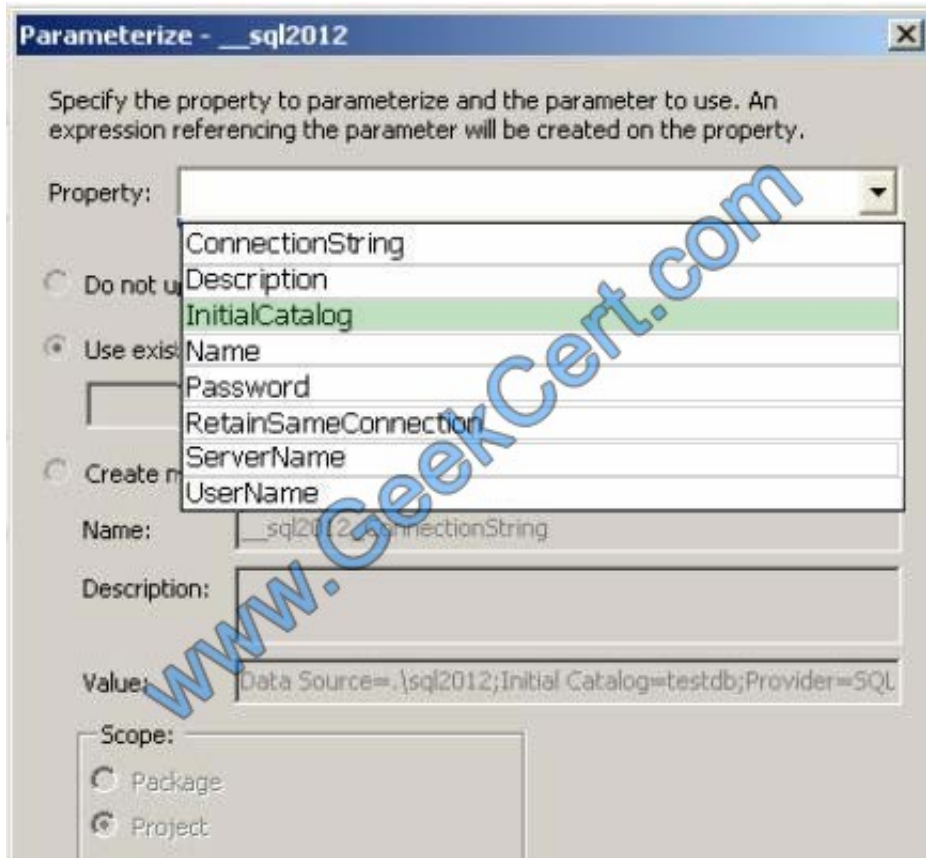 Parameterize - __sql2012
Specify the property to parameterize and the parameter to use. An
expression referencing the parameter will be created on the property.
Property:
ConnectionString
Description
InitialCatalog
Name
Password
RetainSameConnection
ServerName
UserName
Do not u
Use exis
Create n
Name: __sql2012_ConnectionString
Description:
Value: Data Source=.\sql2012;Initial Catalog=testdb;Provider=SQL
Scope:
Package
Project
www.GeekCert.com